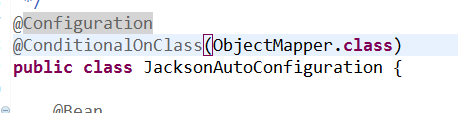 */
@Configuration
@ConditionalOnClass(ObjectMapper.class)
public class JacksonAutoConfiguration {
@Bean